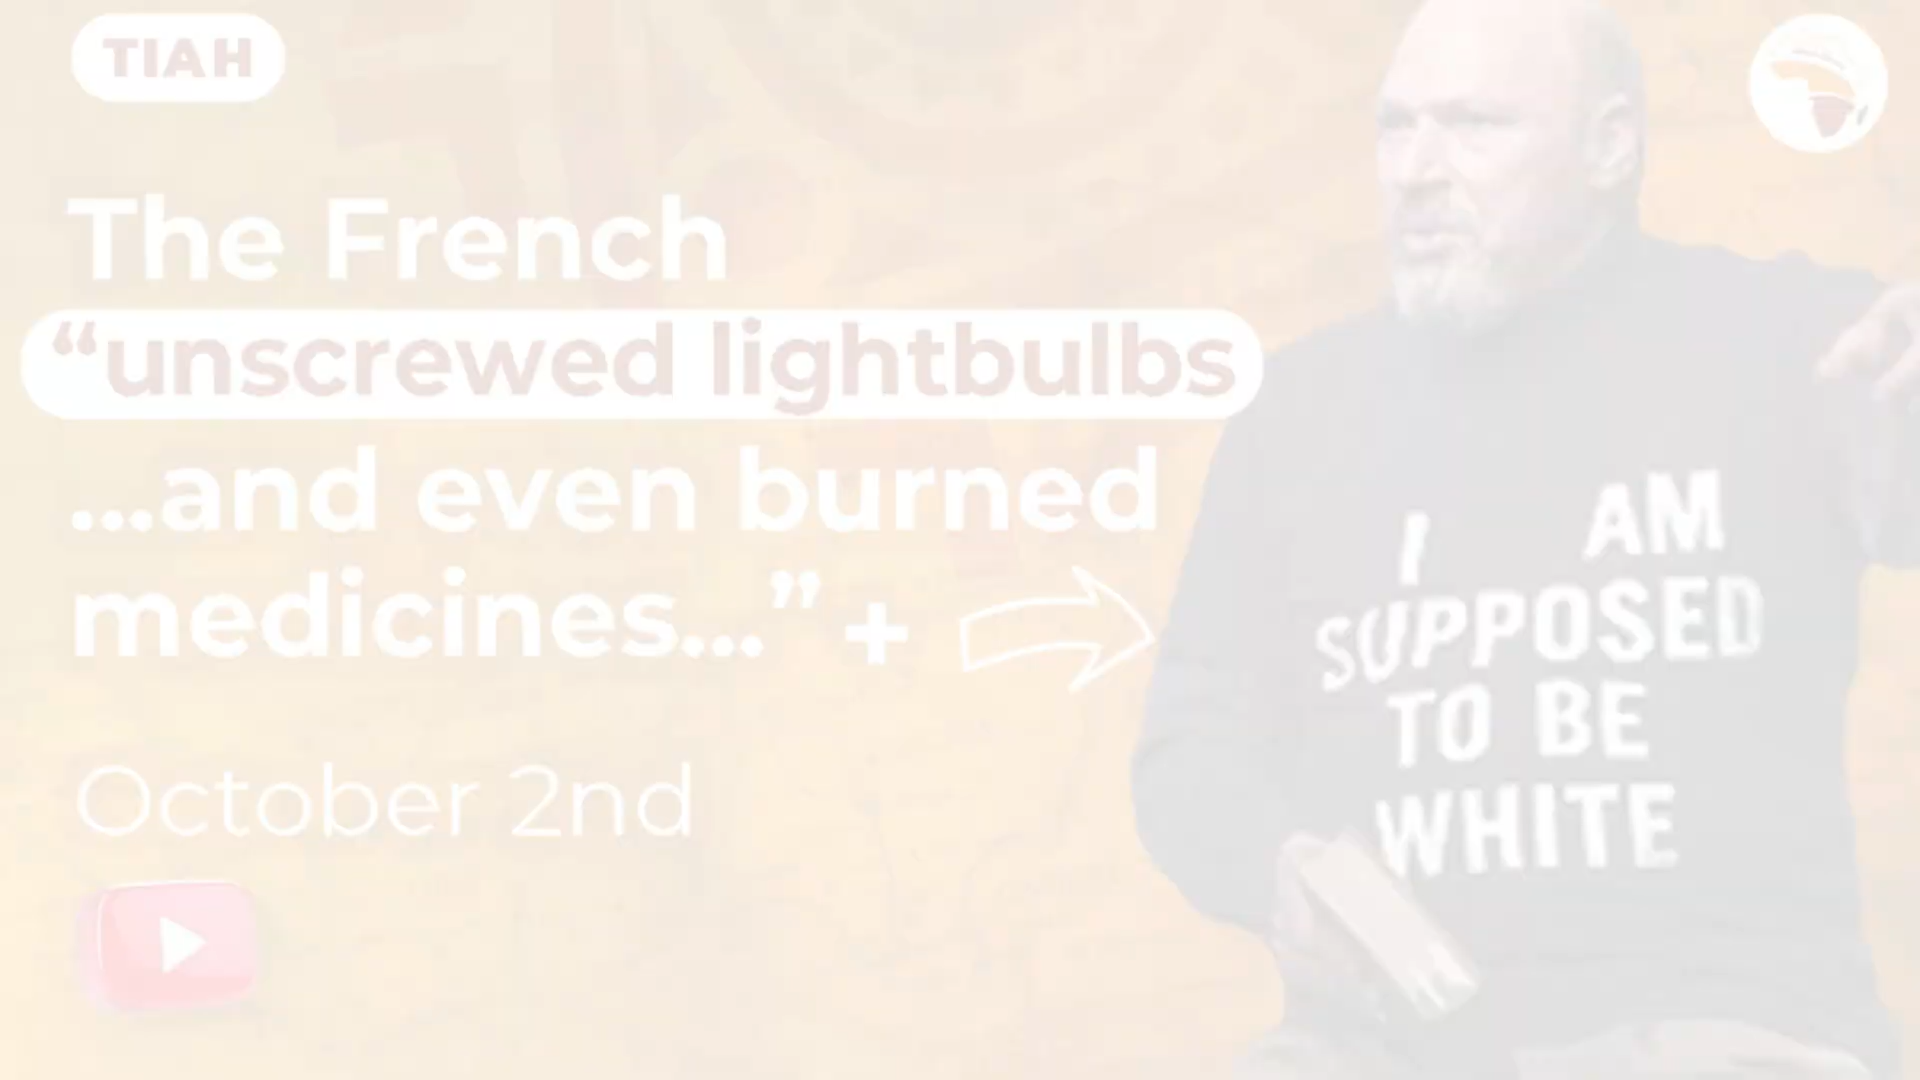 TIAH
The French
“unscrewed lightbulbs
...and even burned
medicines...” +
October 2nd
I AM
SUPPOSED
TO BE
WHITE